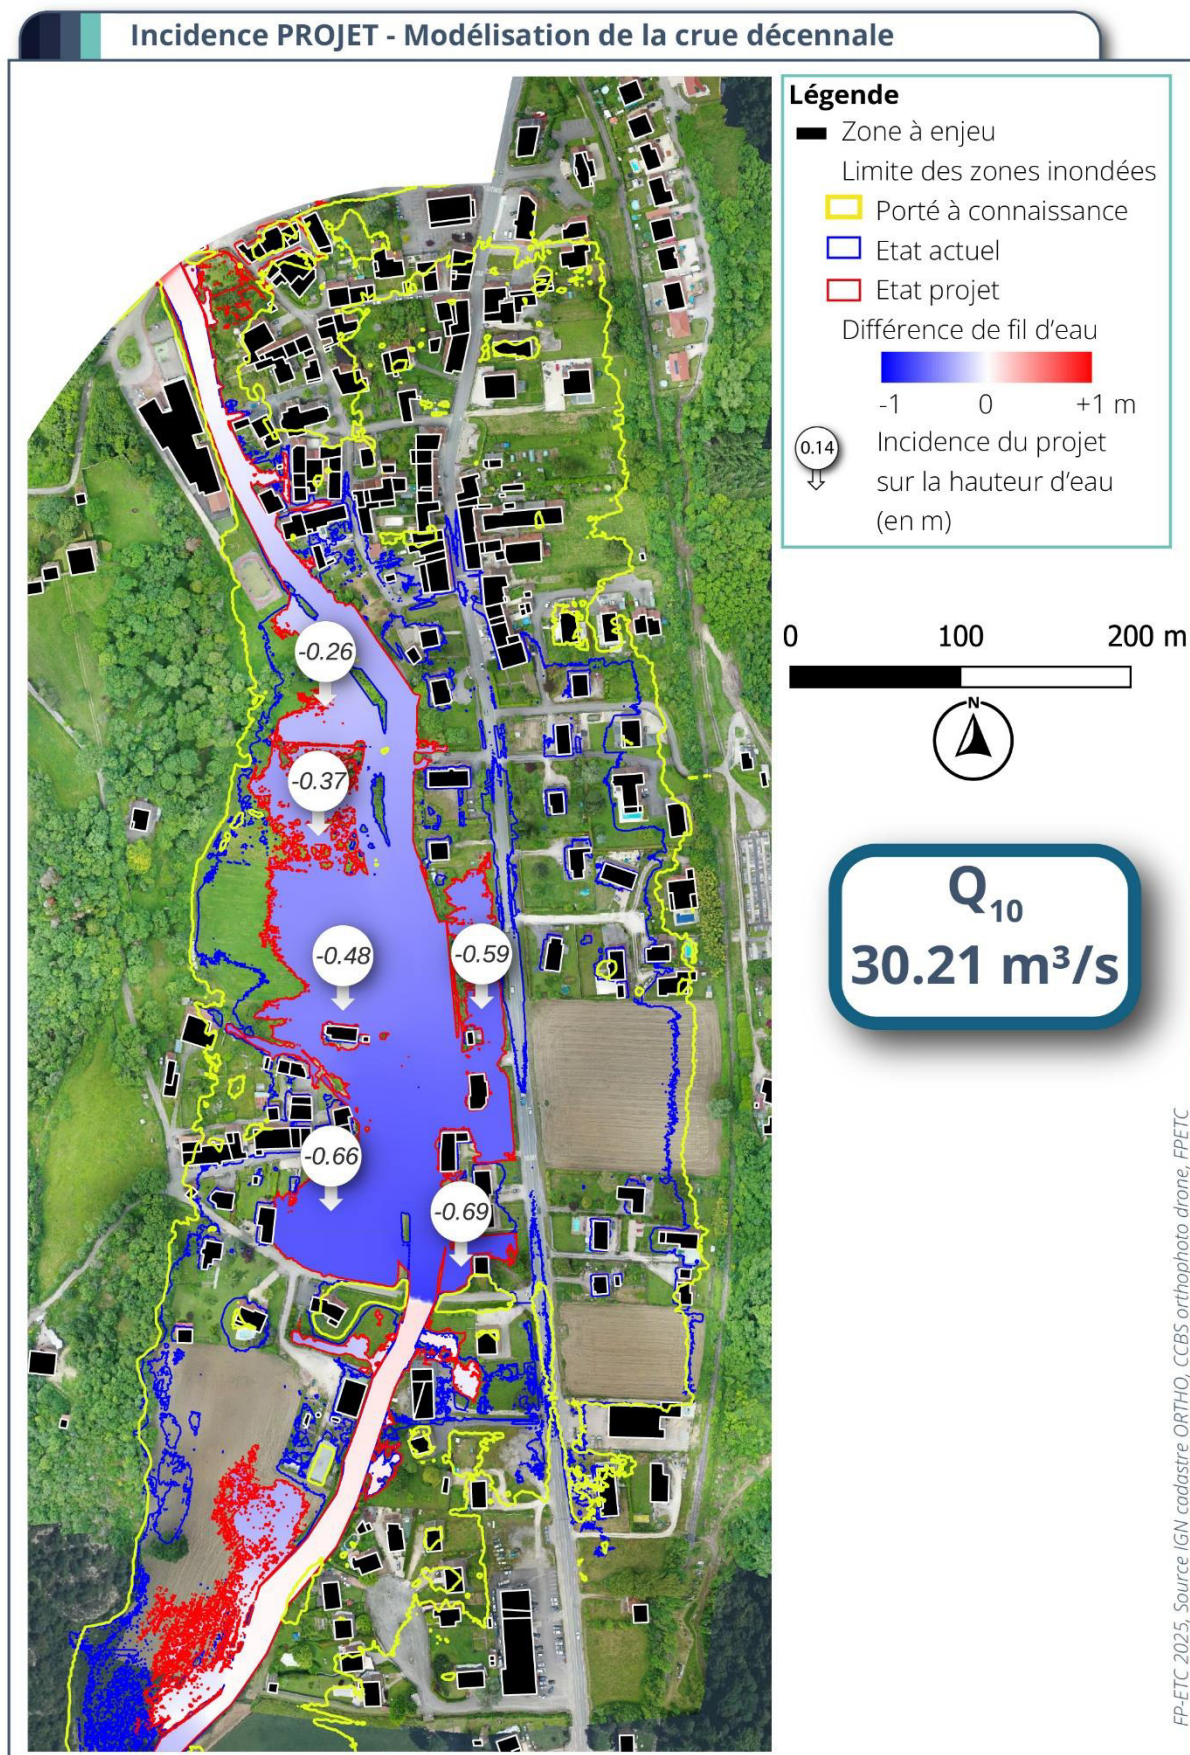 Incidence PROJET - Modélisation de la crue décennale
Légende
Zone à enjeu
Limite des zones inondées
Porté à connaissance
Etat actuel
Etat projet
Différence de fil d'eau
-1 0 +1 m
0.14
Incidence du projet
sur la hauteur d'eau
(en m)
0 100 200 m
N
-0.26
-0.37
-0.48
-0.59
-0.66
-0.69
Q10
30.21 m³/s
FP-ETC 2025, Source IGN cadastre ORTHO, CCBS orthophoto drone, FPETC